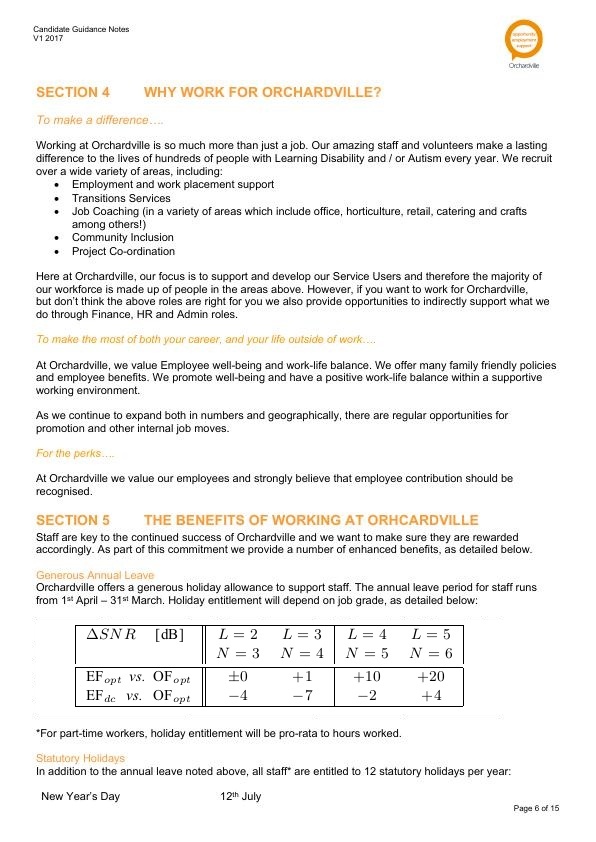 Candidate Guidance Notes
V1 2017
opportunity
employment
support
Orchardville
SECTION 4 WHY WORK FOR ORCHARDVILLE?
To make a difference….
Working at Orchardville is so much more than just a job. Our amazing staff and volunteers make a lasting
difference to the lives of hundreds of people with Learning Disability and / or Autism every year. We recruit
over a wide variety of areas, including:
• Employment and work placement support
• Transitions Services
• Job Coaching (in a variety of areas which include office, horticulture, retail, catering and crafts
among others!)
• Community Inclusion
• Project Co-ordination
Here at Orchardville, our focus is to support and develop our Service Users and therefore the majority of
our workforce is made up of people in the areas above. However, if you want to work for Orchardville,
but don't think the above roles are right for you we also provide opportunities to indirectly support what we
do through Finance, HR and Admin roles.
To make the most of both your career, and your life outside of work….
At Orchardville, we value Employee well-being and work-life balance. We offer many family friendly policies
and employee benefits. We promote well-being and have a positive work-life balance within a supportive
working environment.
As we continue to expand both in numbers and geographically, there are regular opportunities for
promotion and other internal job moves.
For the perks….
At Orchardville we value our employees and strongly believe that employee contribution should be
recognised.
SECTION 5 THE BENEFITS OF WORKING AT ORHCARDVILLE
Staff are key to the continued success of Orchardville and we want to make sure they are rewarded
accordingly. As part of this commitment we provide a number of enhanced benefits, as detailed below.
Generous Annual Leave
Orchardville offers a generous holiday allowance to support staff. The annual leave period for staff runs
from 1st April – 31st March. Holiday entitlement will depend on job grade, as detailed below:
ΔSNR [dB] L = 2 L = 3 L = 4 L = 5
N = 3 N = 4 N = 5 N = 6
EFopt vs. OFopt ±0 +1 +10 +20
EFdc vs. OFopt −4 −7 −2 +4
*For part-time workers, holiday entitlement will be pro-rata to hours worked.
Statutory Holidays
In addition to the annual leave noted above, all staff* are entitled to 12 statutory holidays per year:
New Year's Day 12th July
Page 6 of 15